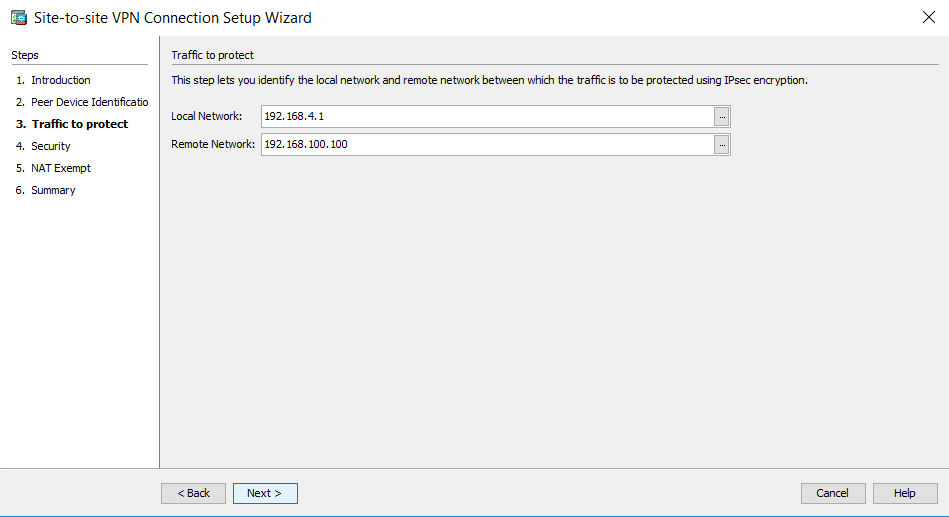 Site-to-site VPN Connection Setup Wizard
Steps
1. Introduction
2. Peer Device Identificatio
3. Traffic to protect
4. Security
5. NAT Exempt
6. Summary
Traffic to protect
This step lets you identify the local network and remote network between which the traffic is to be protected using IPsec encryption.
Local Network: 192.168.4.1 ...
Remote Network: 192.168.100.100 ...
< Back Next > Cancel Help